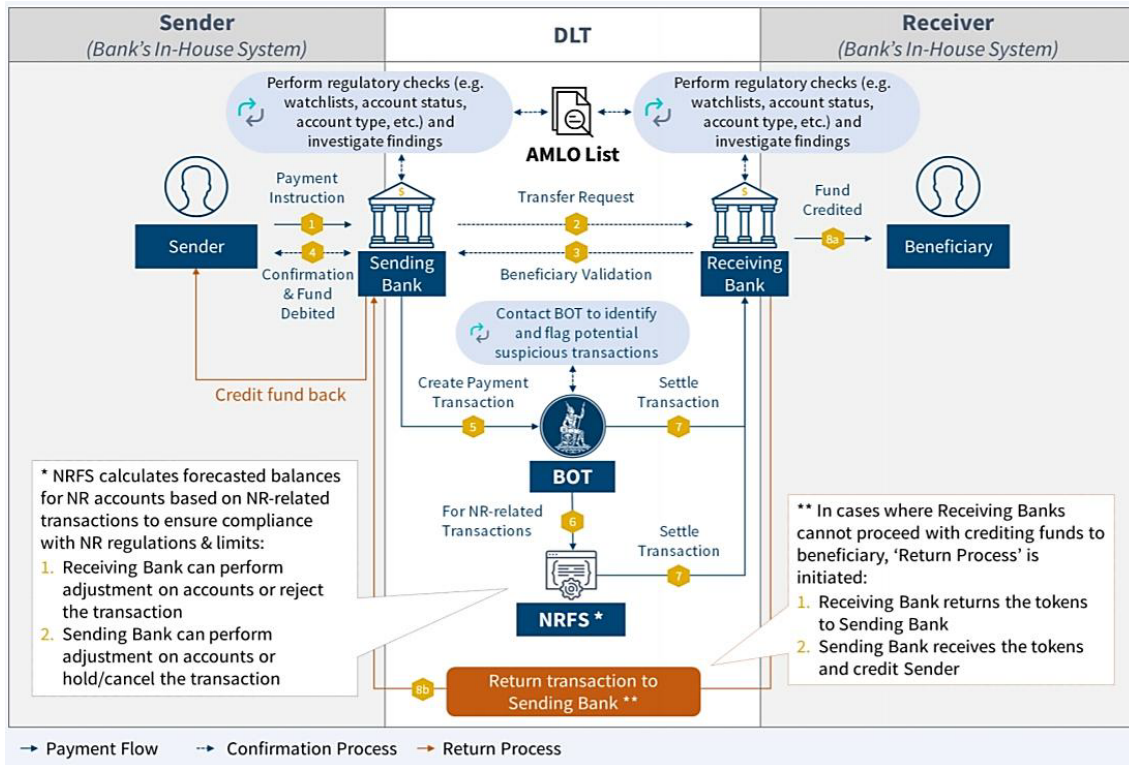 Sender
(Bank's In-House System)
DLT
Receiver
(Bank's In-House System)
Perform regulatory checks (e.g.
watchlists, account status,
account type, etc.) and
investigate findings
AMLO List
Perform regulatory checks (e.g.
watchlists, account status,
account type, etc.) and
investigate findings
Payment
Instruction
1
Sender
4
Confirmation
& Fund
Debited
$
Sending
Bank
Transfer Request
2
3
Beneficiary Validation
$
Receiving
Bank
Fund
Credited
8a
Beneficiary
Contact BOT to identify
and flag potential
suspicious transactions
Credit fund back
Create Payment
Transaction
5
Settle
Transaction
7
BOT
For NR-related
Transactions
6
Settle
Transaction
7
NRFS *
* NRFS calculates forecasted balances
for NR accounts based on NR-related
transactions to ensure compliance
with NR regulations & limits:
1. Receiving Bank can perform
adjustment on accounts or reject
the transaction
2. Sending Bank can perform
adjustment on accounts or
hold/cancel the transaction
** In cases where Receiving Banks
cannot proceed with crediting funds to
beneficiary, 'Return Process' is
initiated:
1. Receiving Bank returns the tokens
to Sending Bank
2. Sending Bank receives the tokens
and credit Sender
8b
Return transaction to
Sending Bank **
Payment Flow
Confirmation Process
Return Process